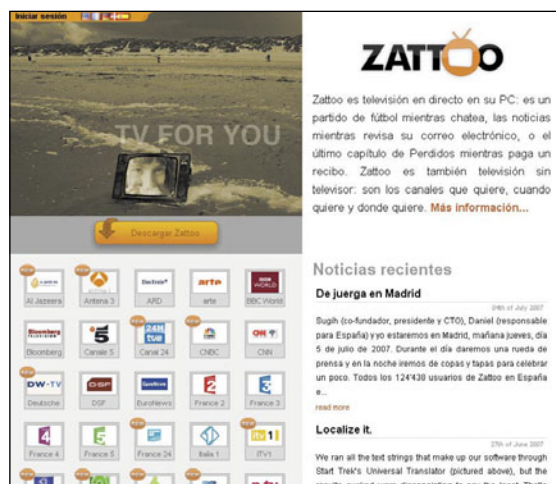 Iniciar sesión
TV FOR YOU
Descargar Zattoo
ZATTOO
Zattoo es televisión en directo en su PC: es un
partido de fútbol mientras chatea, las noticias
mientras revisa su correo electrónico, o el
último capítulo de Perdidos mientras paga un
recibo. Zattoo es también televisión sin
televisor: son los canales que quiere, cuando
quiere y donde quiere. Más información...
Noticias recientes
De juerga en Madrid
04th of July 2007
Sugih (co-fundador, presidente y CTO), Daniel (responsable
para España) y yo estaremos en Madrid, mañana jueves, día
5 de julio de 2007. Durante el día daremos una rueda de
prensa y en la noche iremos de copas y tapas para celebrar
un poco. Todos los 124'438 usuarios de Zattoo en España
e...
read more
Localize it.
27th of June 2007
We ran all the text strings that make up our software through
Start Trek's Universal Translator (pictured above), but the
Al Jazeera Antena 3 ARD arte BBC World
Bloomberg Canale 5 Canal 24 CNBC CNN
Deutsche DSF EuroNews France 2 France 3
France 4 France 5 France 24 Italia 1 ITV1